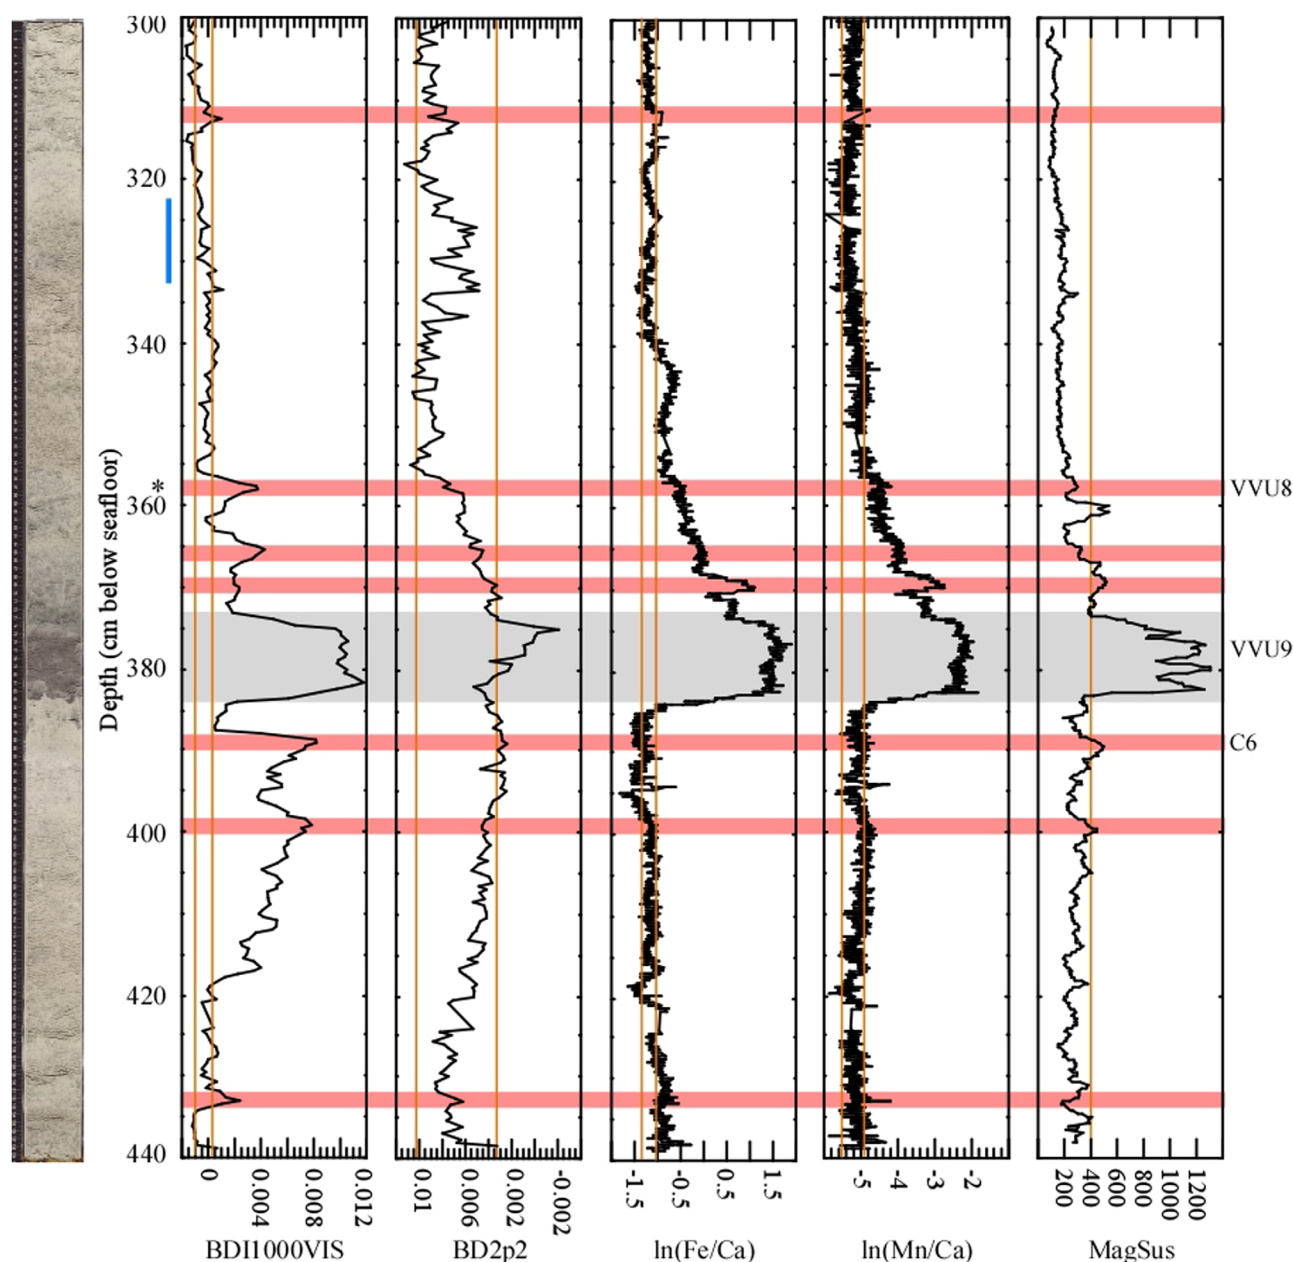 300
320
340
*
360
380
400
420
440
Depth (cm below seafloor)
VVU8
VVU9
C6
0 0.004 0.008 0.012
0.01 0.006 0.002 -0.002
-1.5 -0.5 0.5 1.5
-5 -4 -3 -2
200 400 600 800 1000 1200
BDI1000VIS BD2p2 ln(Fe/Ca) ln(Mn/Ca) MagSus